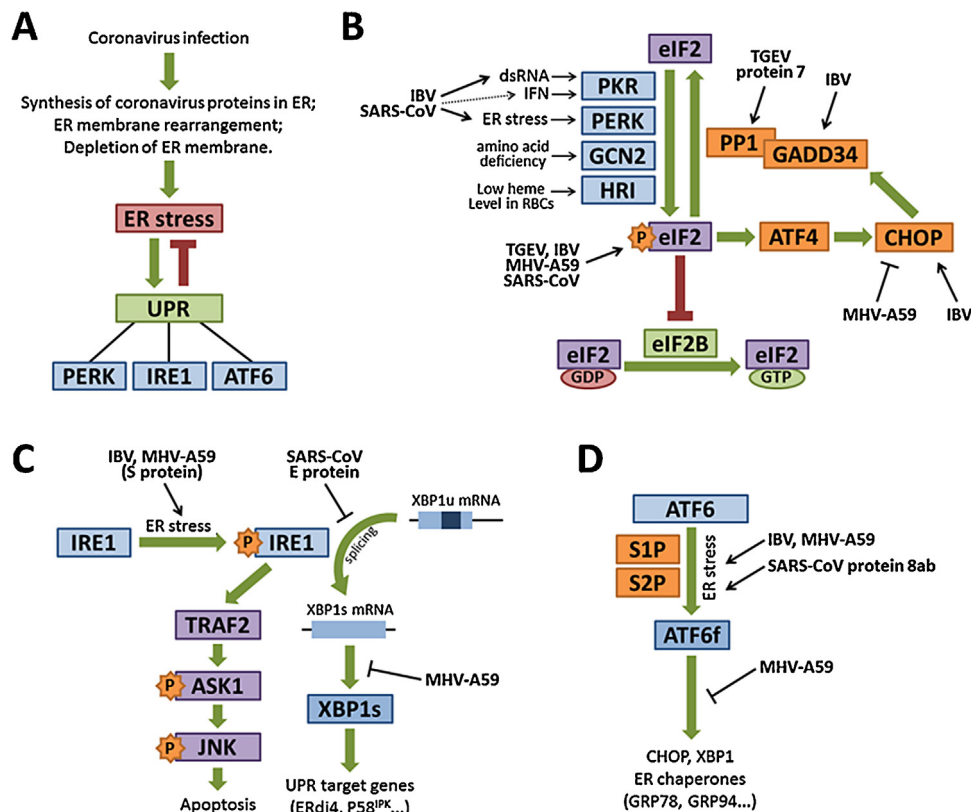 A
Coronavirus infection
Synthesis of coronavirus proteins in ER;
ER membrane rearrangement;
Depletion of ER membrane.
ER stress
UPR
PERK
IRE1
ATF6
B
eIF2
IBV
SARS-CoV
dsRNA
IFN
PKR
ER stress
PERK
amino acid
deficiency
GCN2
Low heme
Level in RBCs
HRI
TGEV
protein 7
IBV
PP1
GADD34
P
eIF2
ATF4
CHOP
TGEV, IBV
MHV-A59
SARS-CoV
MHV-A59
IBV
eIF2B
eIF2
GDP
eIF2
GTP
C
IBV, MHV-A59
(S protein)
ER stress
IRE1
P
IRE1
SARS-CoV
E protein
XBP1u mRNA
splicing
XBP1s mRNA
TRAF2
P
ASK1
P
JNK
Apoptosis
MHV-A59
XBP1s
UPR target genes
(ERdj4, P58IPK...)
D
ATF6
S1P
S2P
ER stress
IBV, MHV-A59
SARS-CoV protein 8ab
ATF6f
MHV-A59
CHOP, XBP1
ER chaperones
(GRP78, GRP94...)